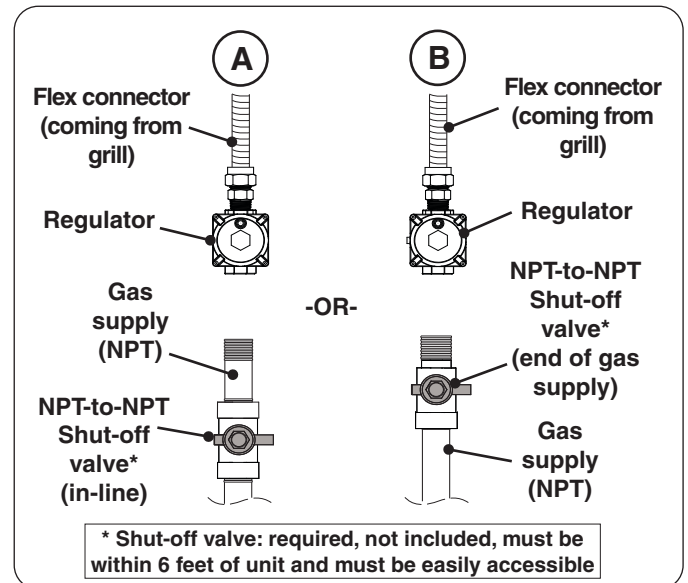 A
Flex connector
(coming from
grill)
Regulator
Gas
supply
(NPT)
NPT-to-NPT
Shut-off
valve*
(in-line)
-OR-
B
Flex connector
(coming from
grill)
Regulator
NPT-to-NPT
Shut-off
valve*
(end of gas
supply)
Gas
supply
(NPT)
* Shut-off valve: required, not included, must be
within 6 feet of unit and must be easily accessible